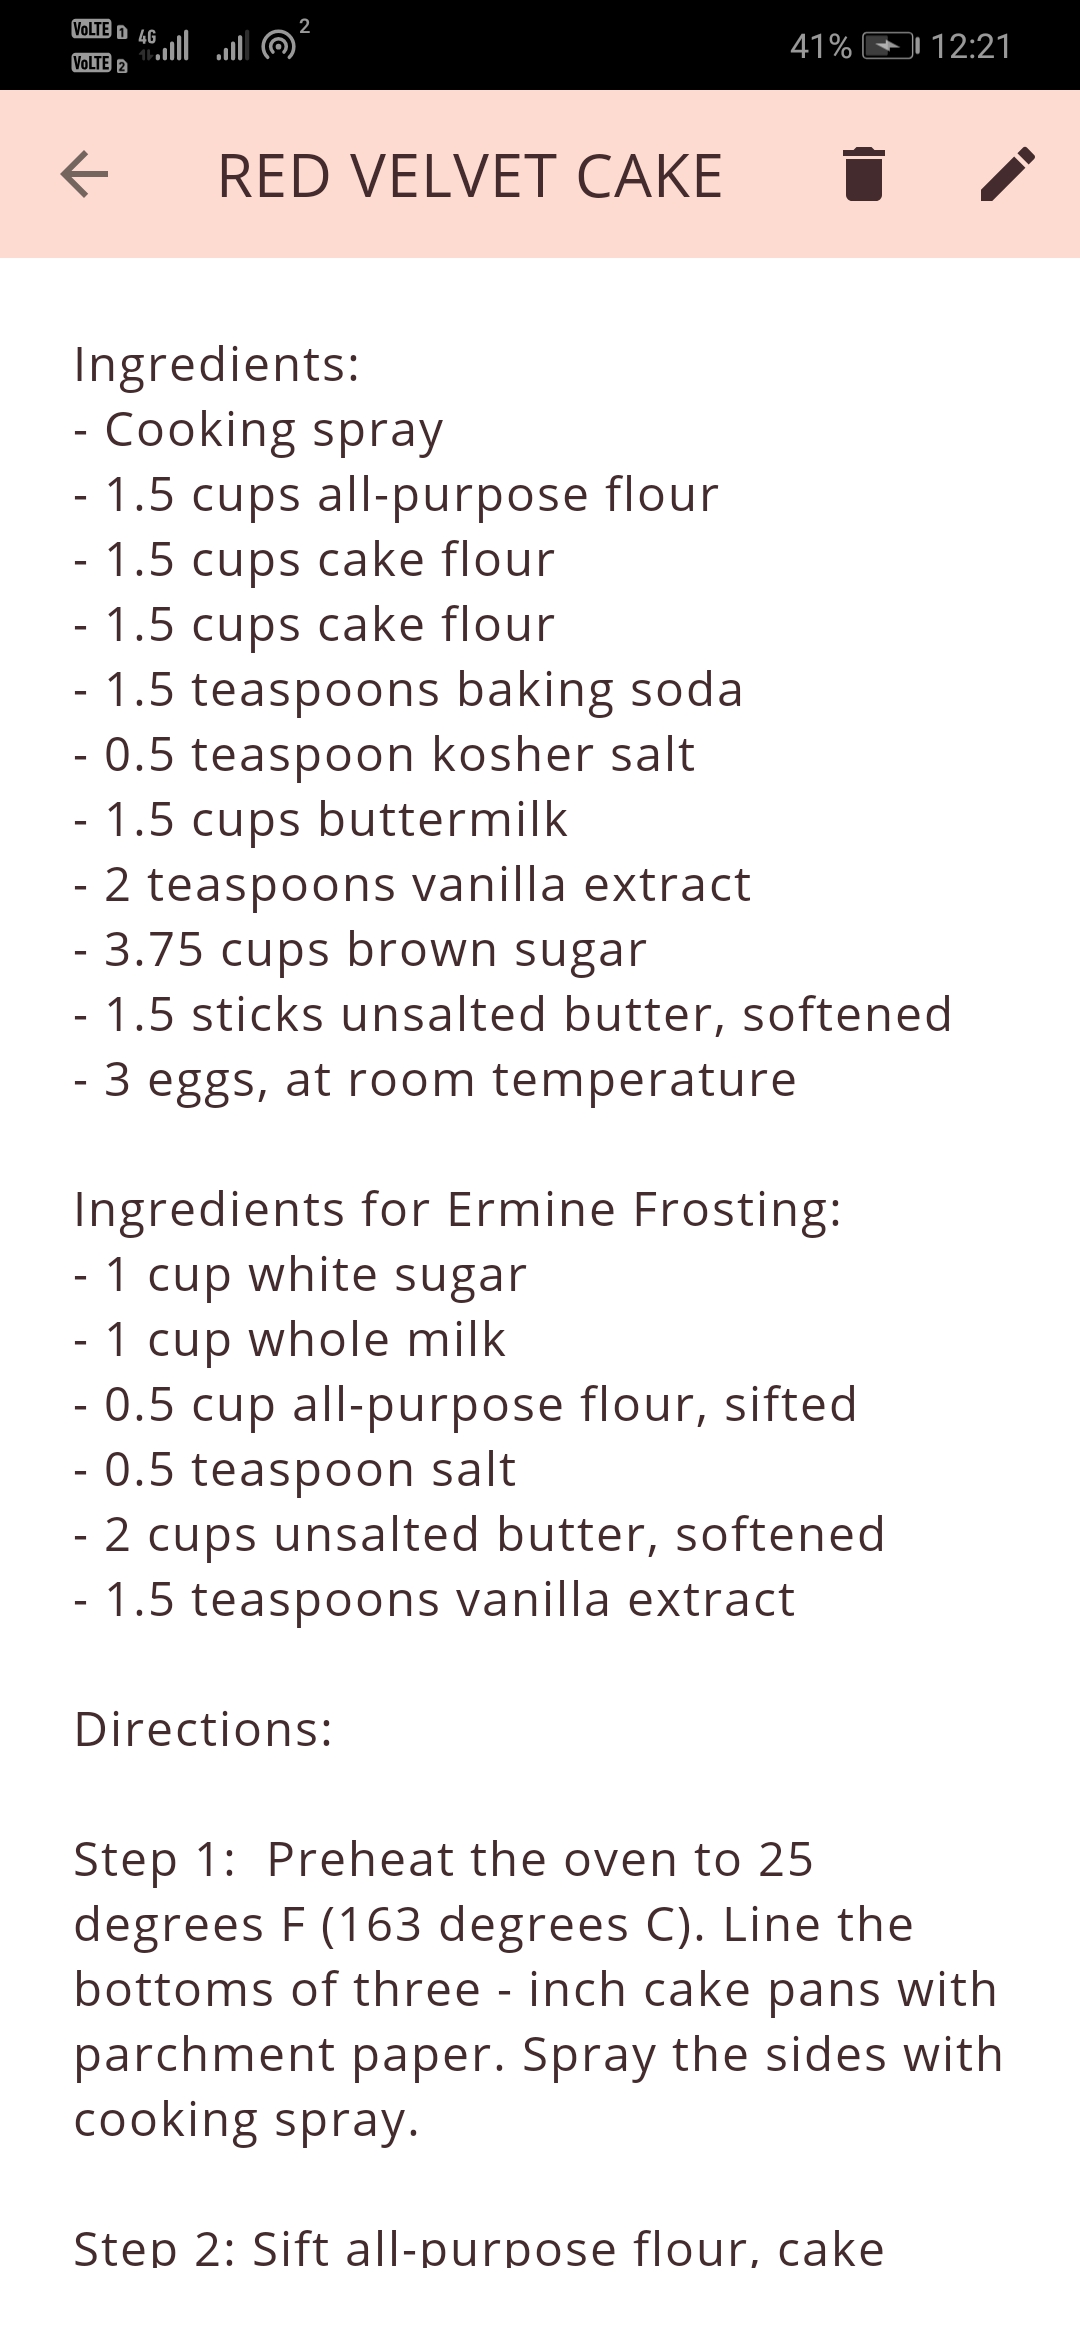 VoLTE 1 4G 2
VoLTE 2
41% 12:21
RED VELVET CAKE
Ingredients:
- Cooking spray
- 1.5 cups all-purpose flour
- 1.5 cups cake flour
- 1.5 cups cake flour
- 1.5 teaspoons baking soda
- 0.5 teaspoon kosher salt
- 1.5 cups buttermilk
- 2 teaspoons vanilla extract
- 3.75 cups brown sugar
- 1.5 sticks unsalted butter, softened
- 3 eggs, at room temperature
Ingredients for Ermine Frosting:
- 1 cup white sugar
- 1 cup whole milk
- 0.5 cup all-purpose flour, sifted
- 0.5 teaspoon salt
- 2 cups unsalted butter, softened
- 1.5 teaspoons vanilla extract
Directions:
Step 1:  Preheat the oven to 25
degrees F (163 degrees C). Line the
bottoms of three - inch cake pans with
parchment paper. Spray the sides with
cooking spray.
Step 2: Sift all-purpose flour, cake